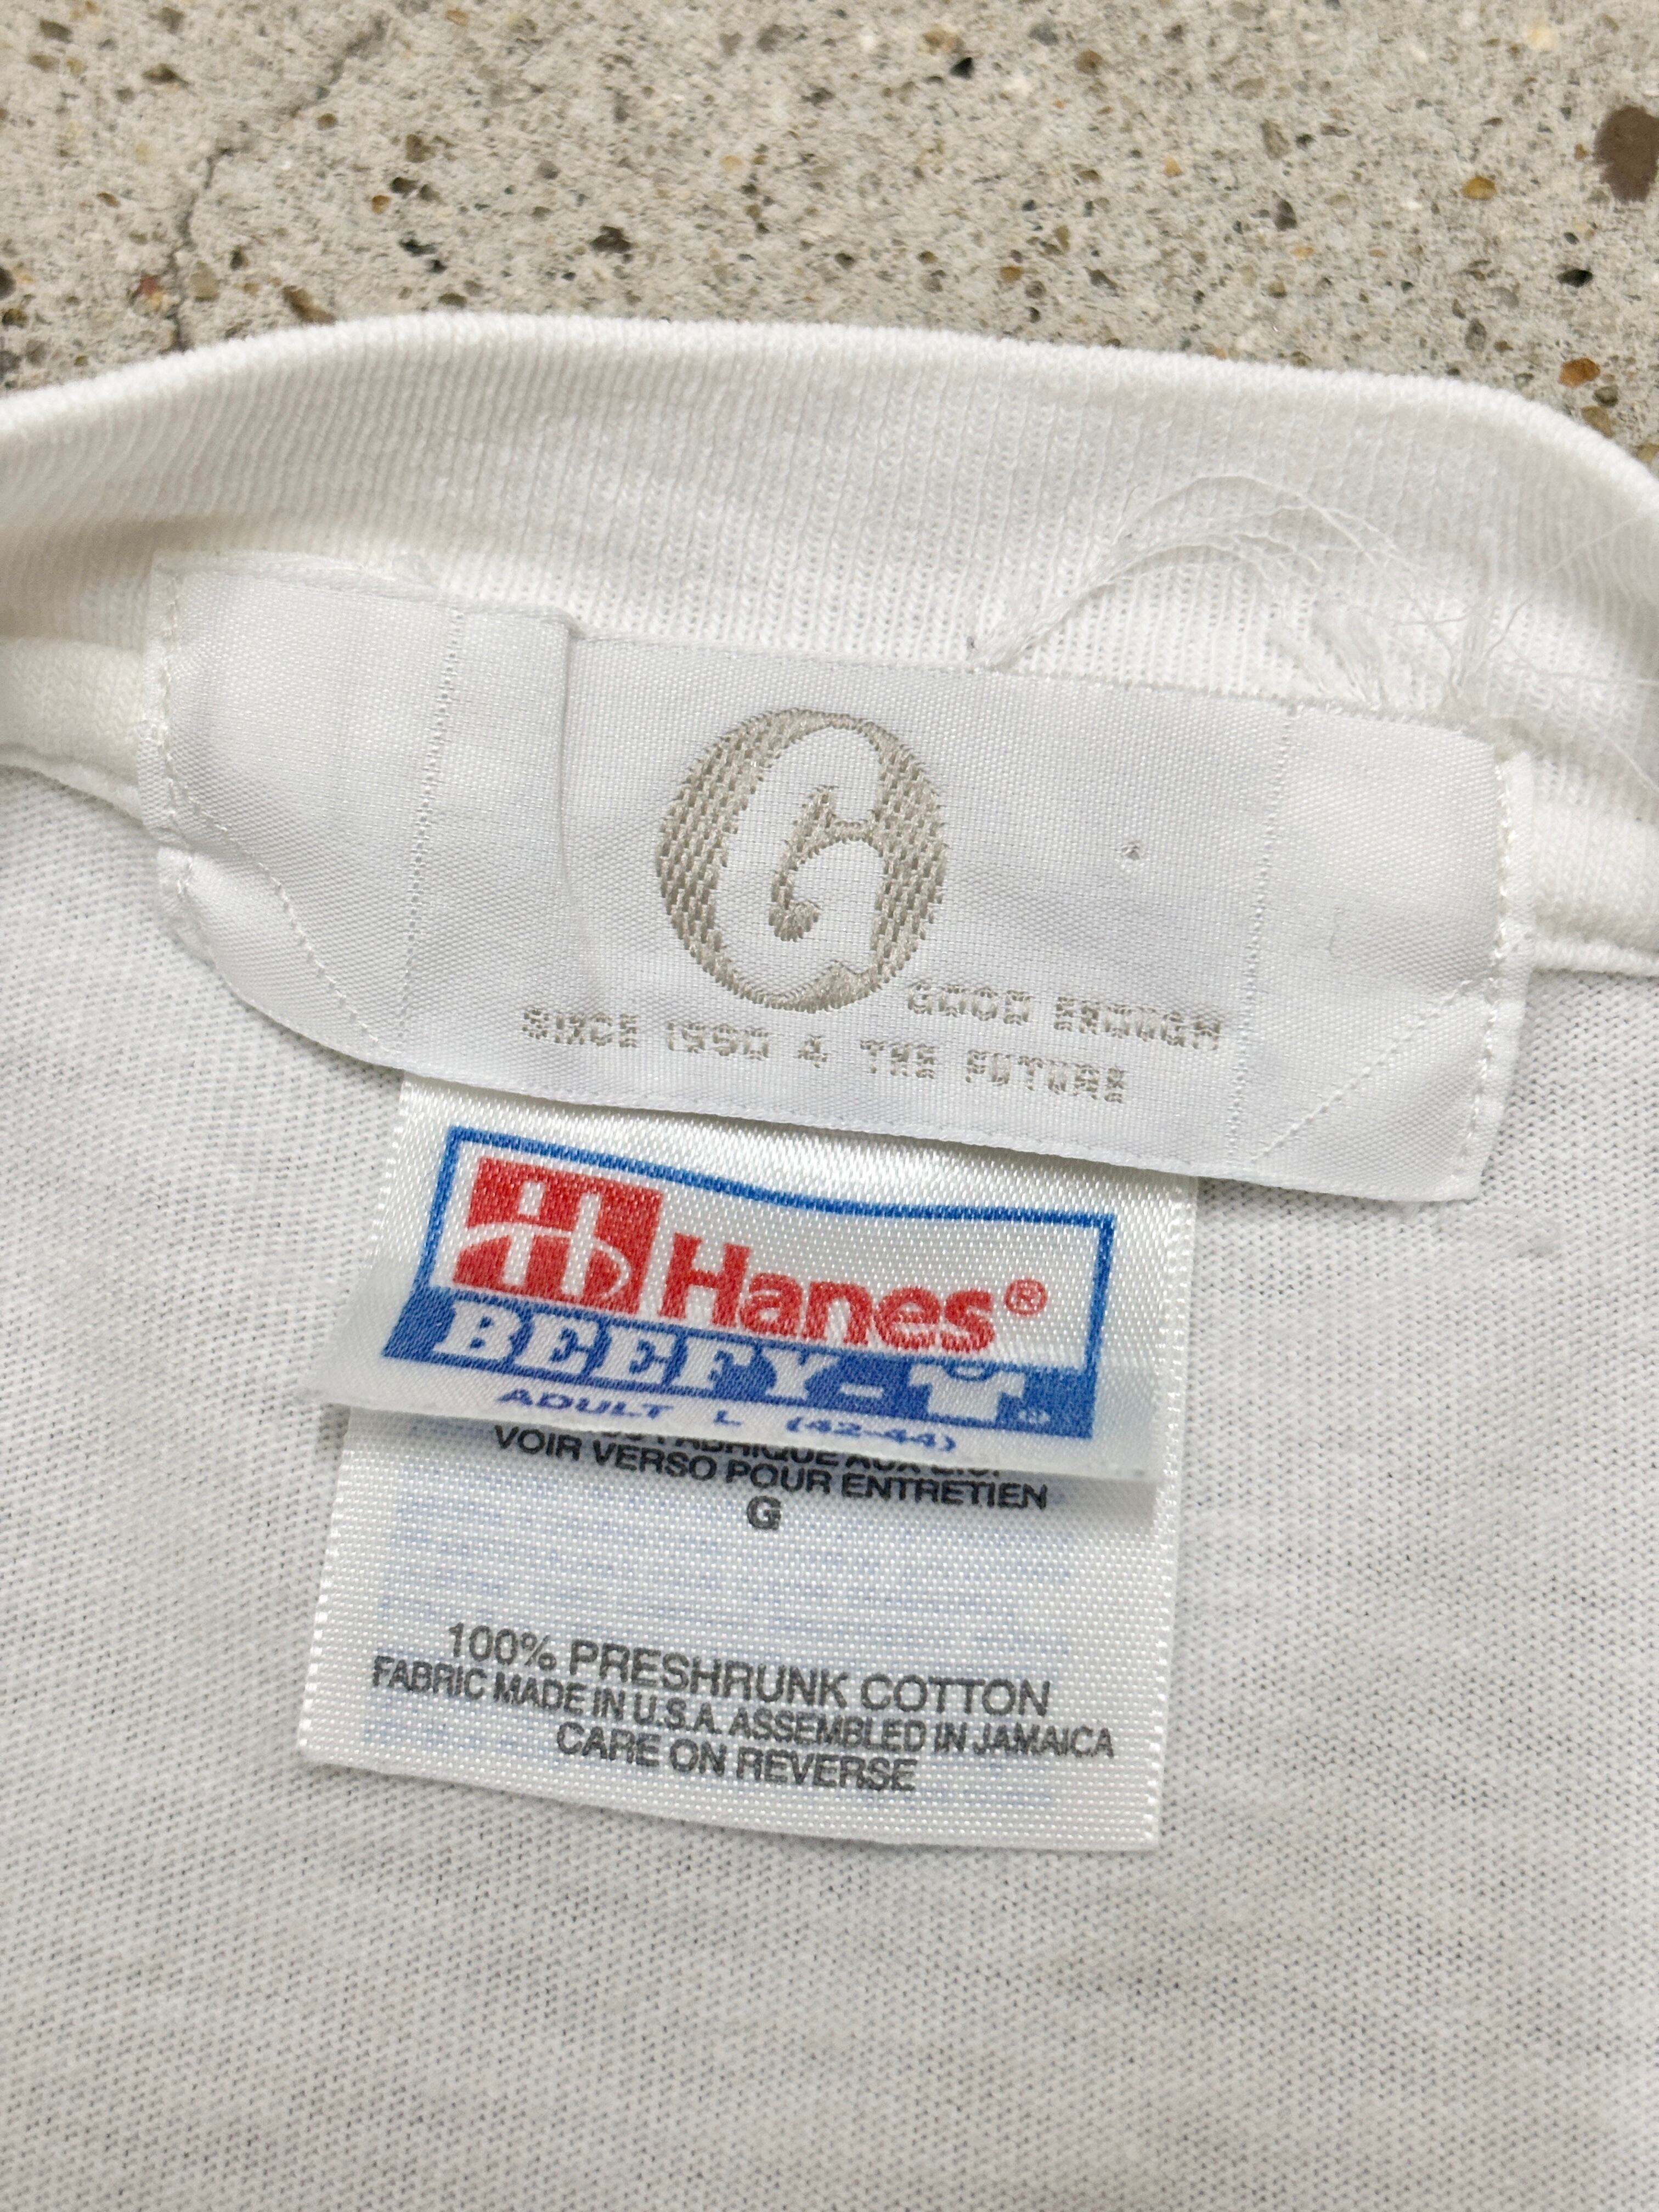 G
GOOD ENOUGH
SINCE 1990 4 THE FUTURE
Hanes®
BEEFY-T
ADULT L (42-44)
VOIR VERSO POUR ENTRETIEN
G
100% PRESHRUNK COTTON
FABRIC MADE IN U.S.A. ASSEMBLED IN JAMAICA
CARE ON REVERSE